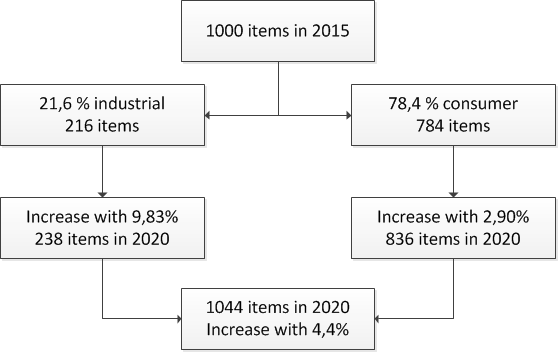 1000 items in 2015
21,6 % industrial
216 items
78,4 % consumer
784 items
Increase with 9,83%
238 items in 2020
Increase with 2,90%
836 items in 2020
1044 items in 2020
Increase with 4,4%